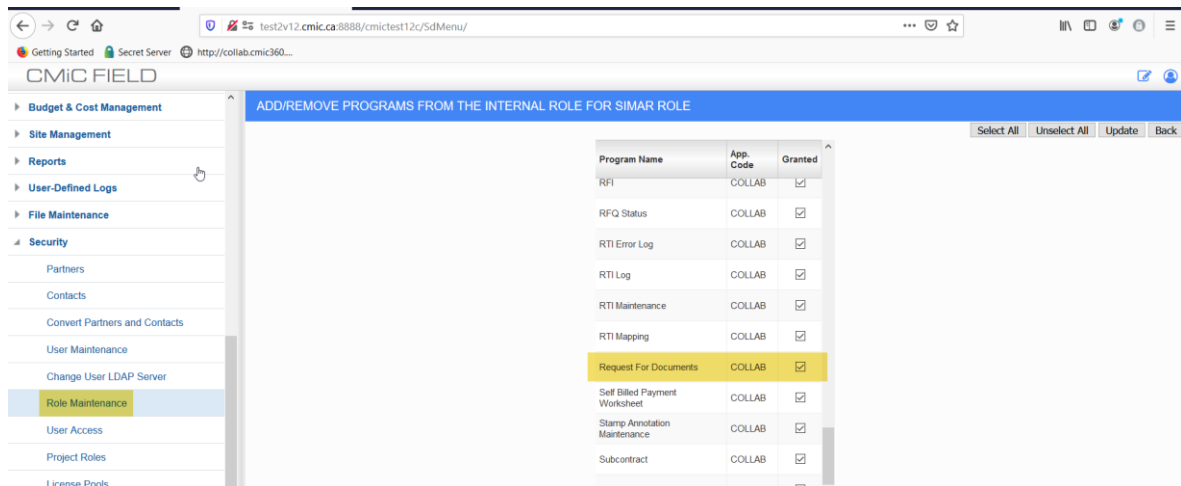 test2v12.cmic.ca:8888/cmictest12c/SdMenu/
Getting Started Secret Server http://collab.cmic360....
CMiC FIELD
Budget & Cost Management
Site Management
Reports
User-Defined Logs
File Maintenance
Security
Partners
Contacts
Convert Partners and Contacts
User Maintenance
Change User LDAP Server
Role Maintenance
User Access
Project Roles
License Pools
ADD/REMOVE PROGRAMS FROM THE INTERNAL ROLE FOR SIMAR ROLE
Select All Unselect All Update Back
Program Name App. Code Granted
RFI COLLAB
RFQ Status COLLAB
RTI Error Log COLLAB
RTI Log COLLAB
RTI Maintenance COLLAB
RTI Mapping COLLAB
Request For Documents COLLAB
Self Billed Payment Worksheet COLLAB
Stamp Annotation Maintenance COLLAB
Subcontract COLLAB